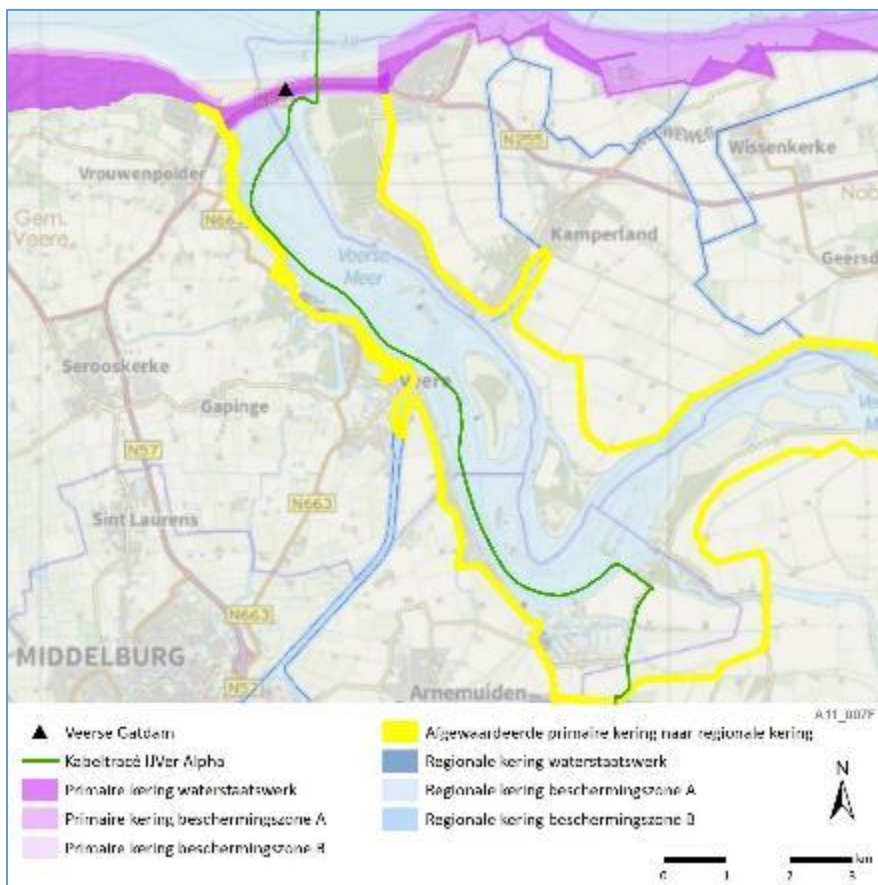 N255
Wissenkerke
Vrouwenpolder
Gem.
Veere
Kamperland
Geersd
Veerse
Meer
Serooskerke
Veere
Gapinge
N57
N663
Sint Laurens
N663
MIDDELBURG
N57
Arnemuiden
A11_007F
Veerse Gatdam
Kabeltracé IJVer Alpha
Primaire kering waterstaatswerk
Primaire kering beschermingszone A
Primaire kering beschermingszone B
Afgewaardeerde primaire kering naar regionale kering
Regionale kering waterstaatswerk
Regionale kering beschermingszone A
Regionale kering beschermingszone B
N
km
0 1 2 3